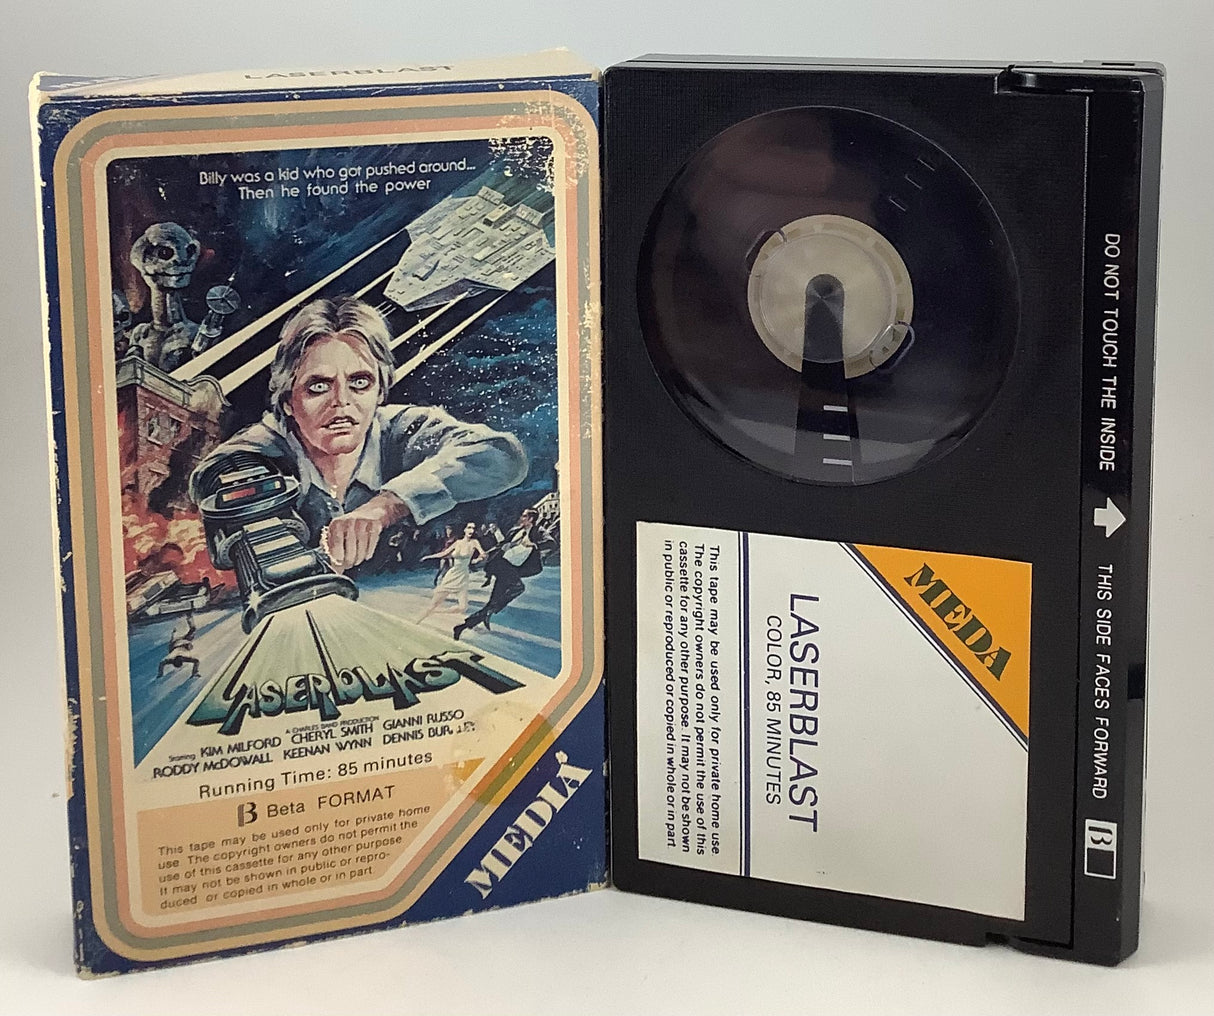 LASERBLAST
Billy was a kid who got pushed around...
Then he found the power
LASERBLAST
A CHARLES BAND PRODUCTION
Starring KIM MILFORD CHERYL SMITH GIANNI RUSSO
RODDY McDOWALL KEENAN WYNN DENNIS
Running Time: 85 minutes
β Beta FORMAT
This tape may be used only for private home
use. The copyright owners do not permit the
use of this cassette for any other purpose
It may not be shown in public or repro-
duced or copied in whole or in part.
MEDIA
MEDA
LASERBLAST
COLOR, 85 MINUTES
This tape may be used only for private home use.
The copyright owners do not permit the use of this
cassette for any other purpose. It may not be shown
in public or reproduced or copied in whole or in part.
DO NOT TOUCH THE INSIDE
THIS SIDE FACES FORWARD
β